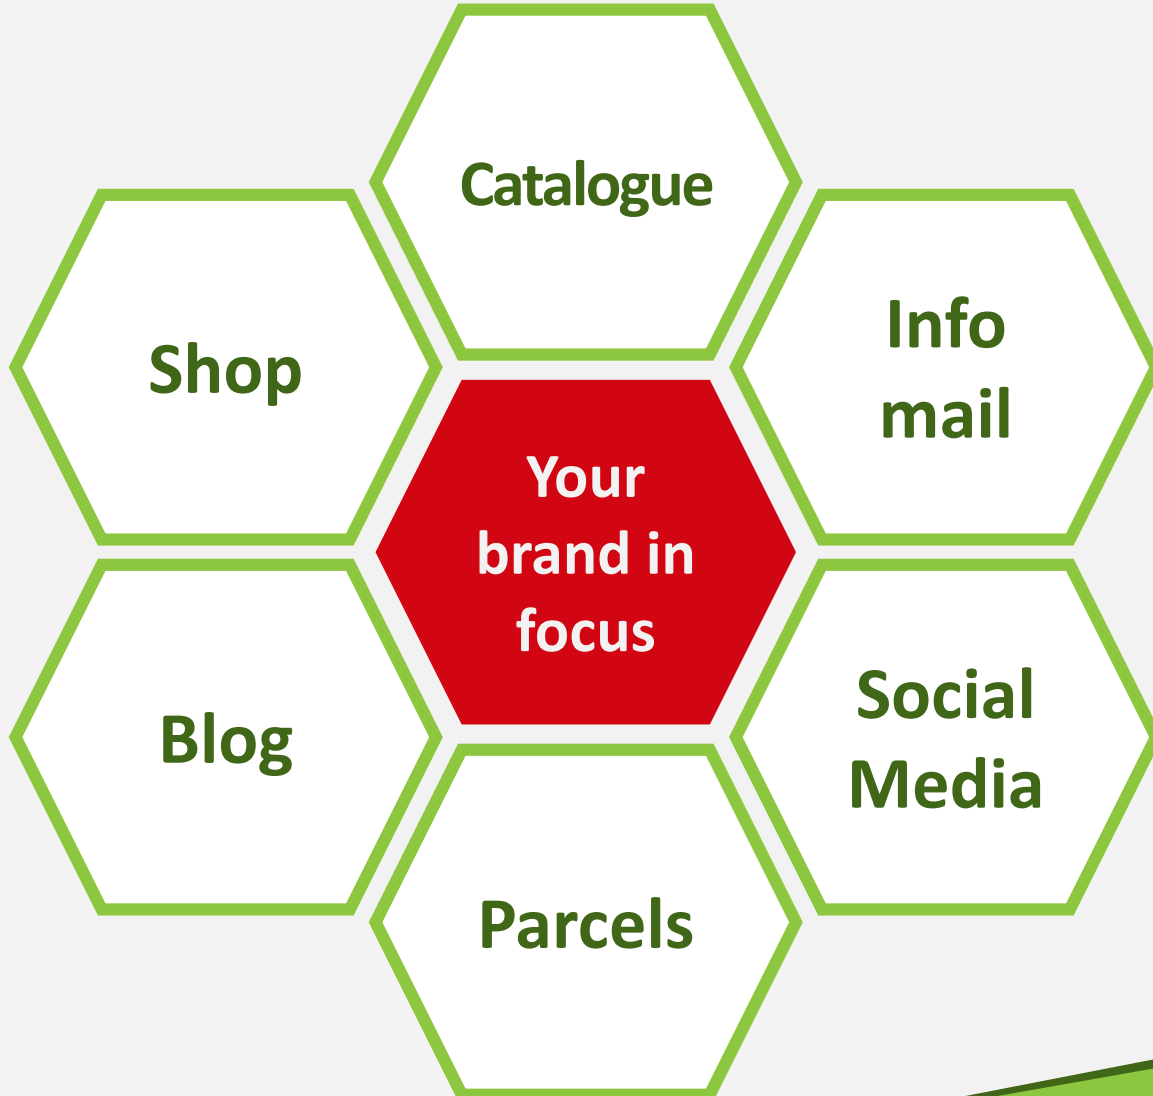 Catalogue
Shop
Info
mail
Your
brand in
focus
Blog
Social
Media
Parcels